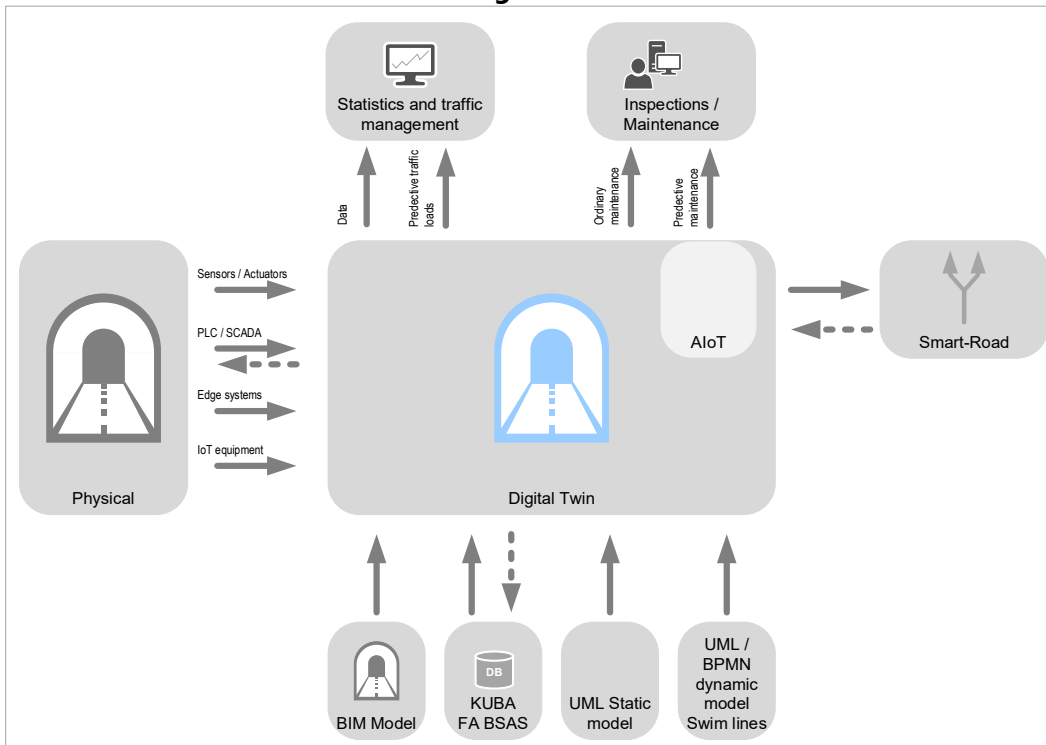 Statistics and traffic
management
Inspections /
Maintenance
Data
Predective traffic
loads
Ordinary
maintenance
Predective
maintenance
Sensors / Actuators
PLC / SCADA
Edge systems
IoT equipment
Physical
AIoT
Digital Twin
Smart-Road
BIM Model
DB
KUBA
FA BSAS
UML Static
model
UML /
BPMN
dynamic
model
Swim lines